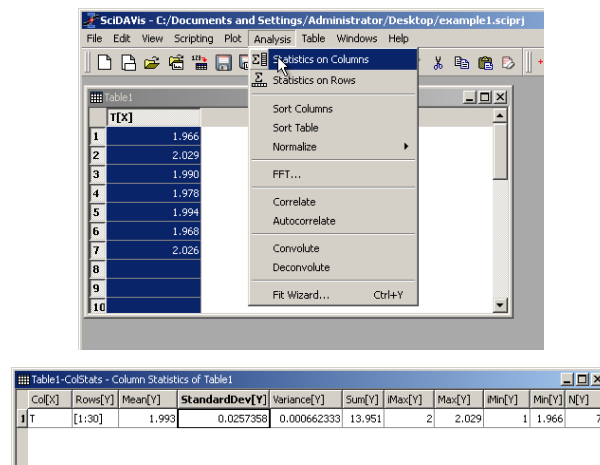 SciDAVis - C:/Documents and Settings/Administrator/Desktop/example1.sciprj
File Edit View Scripting Plot Analysis Table Windows Help
Statistics on Columns
Statistics on Rows
Sort Columns
Sort Table
Normalize
FFT...
Correlate
Autocorrelate
Convolute
Deconvolute
Fit Wizard... Ctrl+Y
Table1
T[X]
1 1.966
2 2.029
3 1.990
4 1.978
5 1.994
6 1.968
7 2.026
8
9
10
Table1-ColStats - Column Statistics of Table1
Col[X] Rows[Y] Mean[Y] StandardDev[Y] Variance[Y] Sum[Y] iMax[Y] Max[Y] iMin[Y] Min[Y] N[Y]
1 T [1:30] 1.993 0.0257358 0.000662333 13.951 2 2.029 1 1.966 7